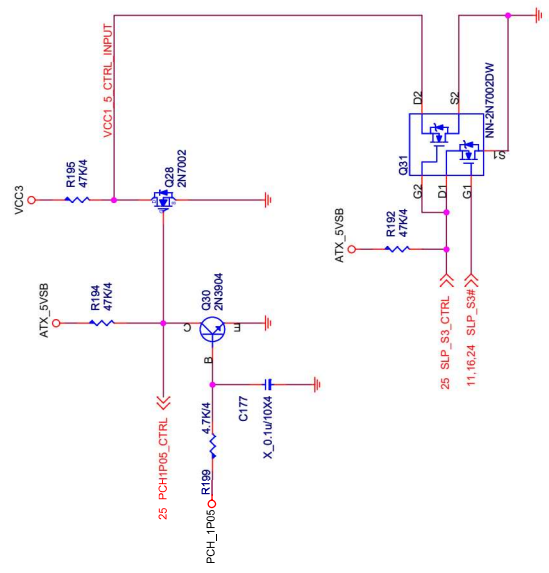 VCC1_5_CTRL_INPUT
VCC3
R195
47K/4
Q28
2N7002
D2
S2
Q31
NN-2N7002DW
G2
D1
G1
S1
ATX_5VSB
R192
47K/4
25 SLP_S3_CTRL
11,16,24 SLP_S3#
ATX_5VSB
R194
47K/4
C
Q30
2N3904
E
B
25 PCH1P05_CTRL
R199
4.7K/4
C177
X_0.1u/10X4
PCH_1P05